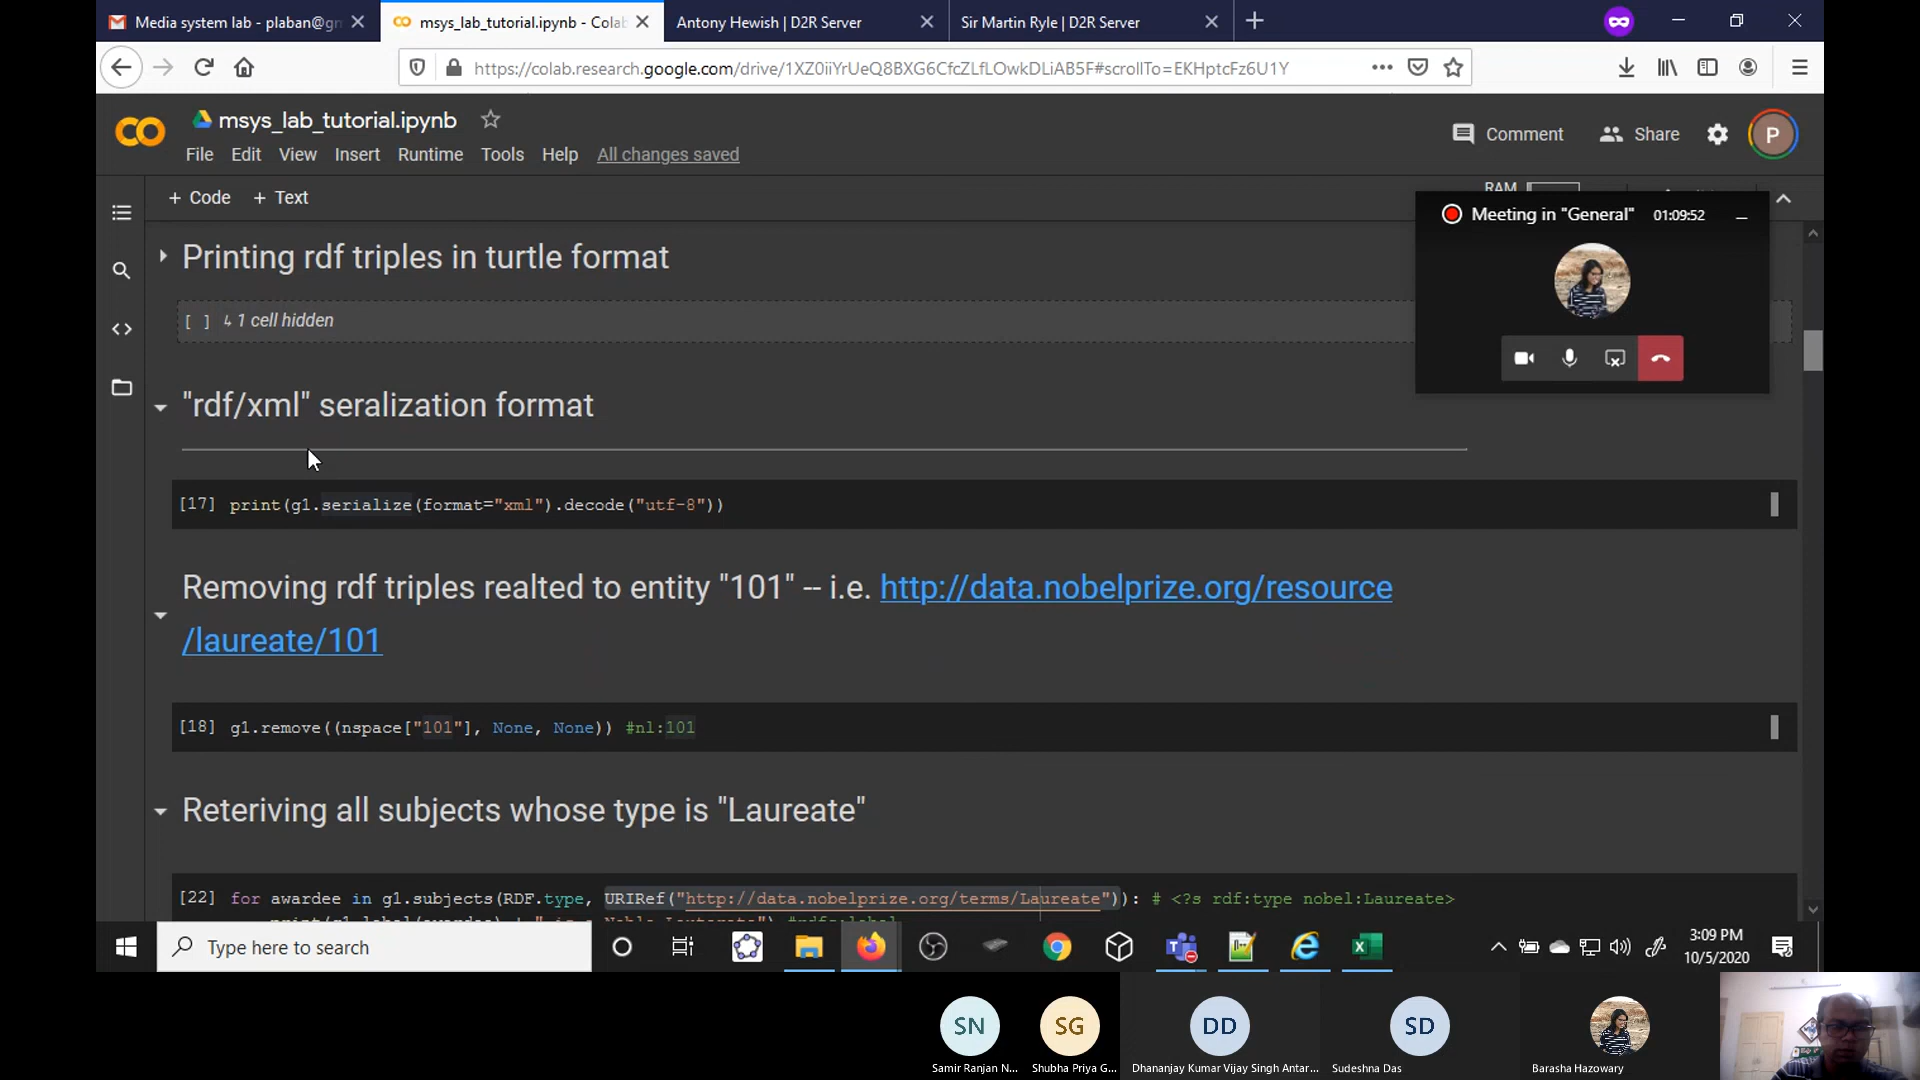 Media system lab - plaban@gm
msys_lab_tutorial.ipynb - Colab
Antony Hewish | D2R Server
Sir Martin Ryle | D2R Server
https://colab.research.google.com/drive/1XZ0iiYrUeQ8BXG6CfcZLfLOwkDLiAB5F#scrollTo=EKHptcFz6U1Y
msys_lab_tutorial.ipynb
Comment
Share
P
File Edit View Insert Runtime Tools Help All changes saved
+ Code + Text
RAM
Meeting in "General" 01:09:52
Printing rdf triples in turtle format
[ ] ↳ 1 cell hidden
"rdf/xml" seralization format
[17] print(g1.serialize(format="xml").decode("utf-8"))
Removing rdf triples realted to entity "101" -- i.e. http://data.nobelprize.org/resource
/laureate/101
[18] g1.remove((nspace["101"], None, None)) #nl:101
Reteriving all subjects whose type is "Laureate"
[22] for awardee in g1.subjects(RDF.type, URIRef("http://data.nobelprize.org/terms/Laureate")): # <?s rdf:type nobel:Laureate>
Type here to search
3:09 PM
10/5/2020
SN
SG
DD
SD
Samir Ranjan N...
Shubha Priya G...
Dhananjay Kumar Vijay Singh Antar...
Sudeshna Das
Barasha Hazowary